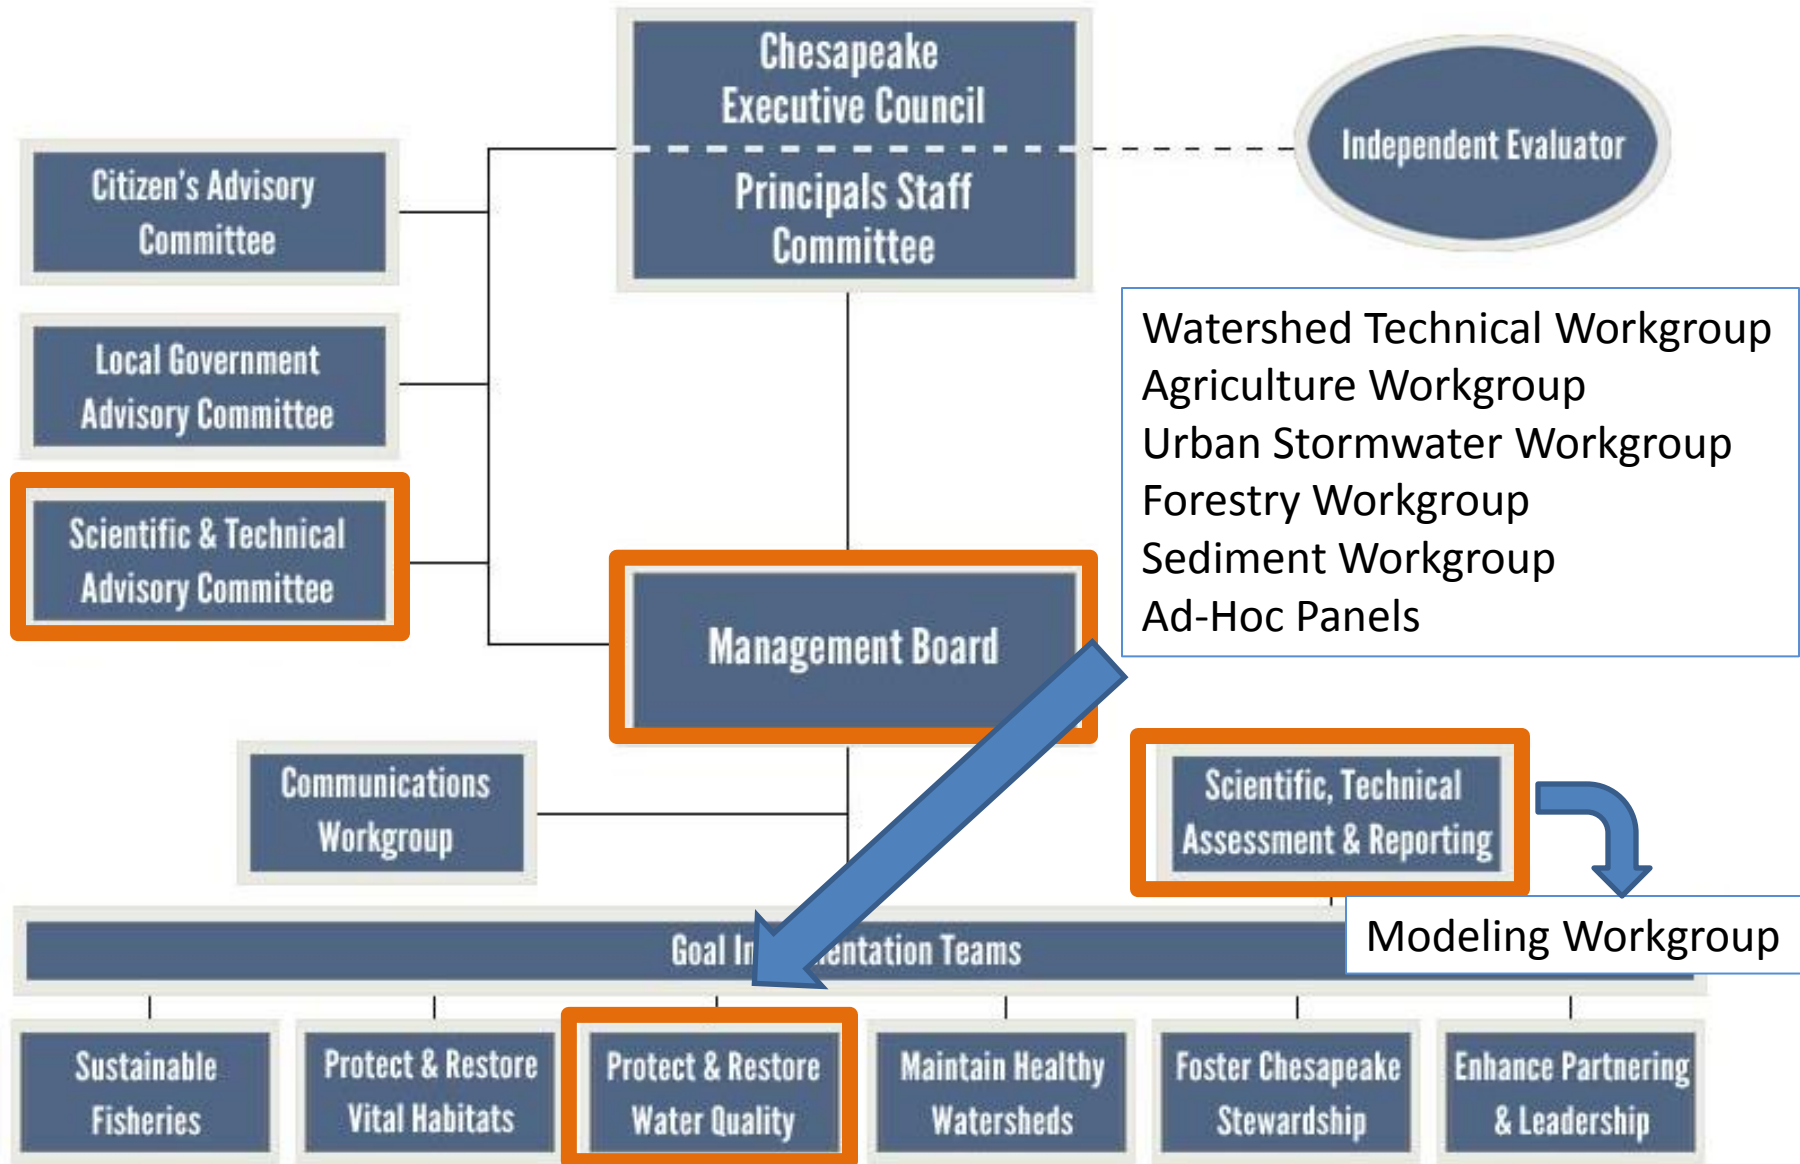 Chesapeake
Executive Council
Principals Staff
Committee
Independent Evaluator
Citizen's Advisory
Committee
Local Government
Advisory Committee
Scientific & Technical
Advisory Committee
Watershed Technical Workgroup
Agriculture Workgroup
Urban Stormwater Workgroup
Forestry Workgroup
Sediment Workgroup
Ad-Hoc Panels
Management Board
Communications
Workgroup
Scientific, Technical
Assessment & Reporting
Modeling Workgroup
Goal Teams
Sustainable
Fisheries
Protect & Restore
Vital Habitats
Protect & Restore
Water Quality
Maintain Healthy
Watersheds
Foster Chesapeake
Stewardship
Enhance Partnering
& Leadership